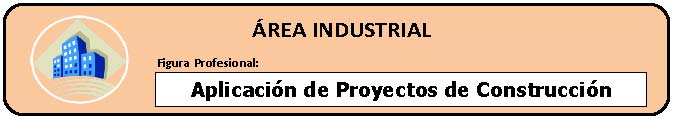 ÁREA INDUSTRIAL
Figura Profesional:
Aplicación de Proyectos de Construcción